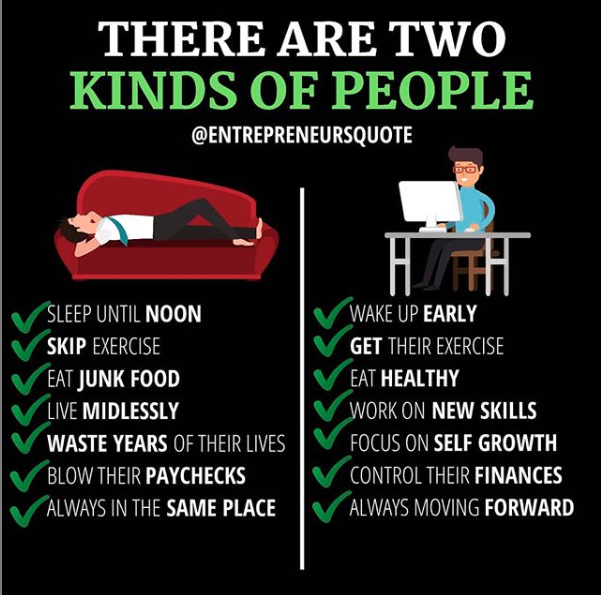 THERE ARE TWO
KINDS OF PEOPLE
@ENTREPRENEURSQUOTE
SLEEP UNTIL NOON
SKIP EXERCISE
EAT JUNK FOOD
LIVE MIDLESSLY
WASTE YEARS OF THEIR LIVES
BLOW THEIR PAYCHECKS
ALWAYS IN THE SAME PLACE
WAKE UP EARLY
GET THEIR EXERCISE
EAT HEALTHY
WORK ON NEW SKILLS
FOCUS ON SELF GROWTH
CONTROL THEIR FINANCES
ALWAYS MOVING FORWARD